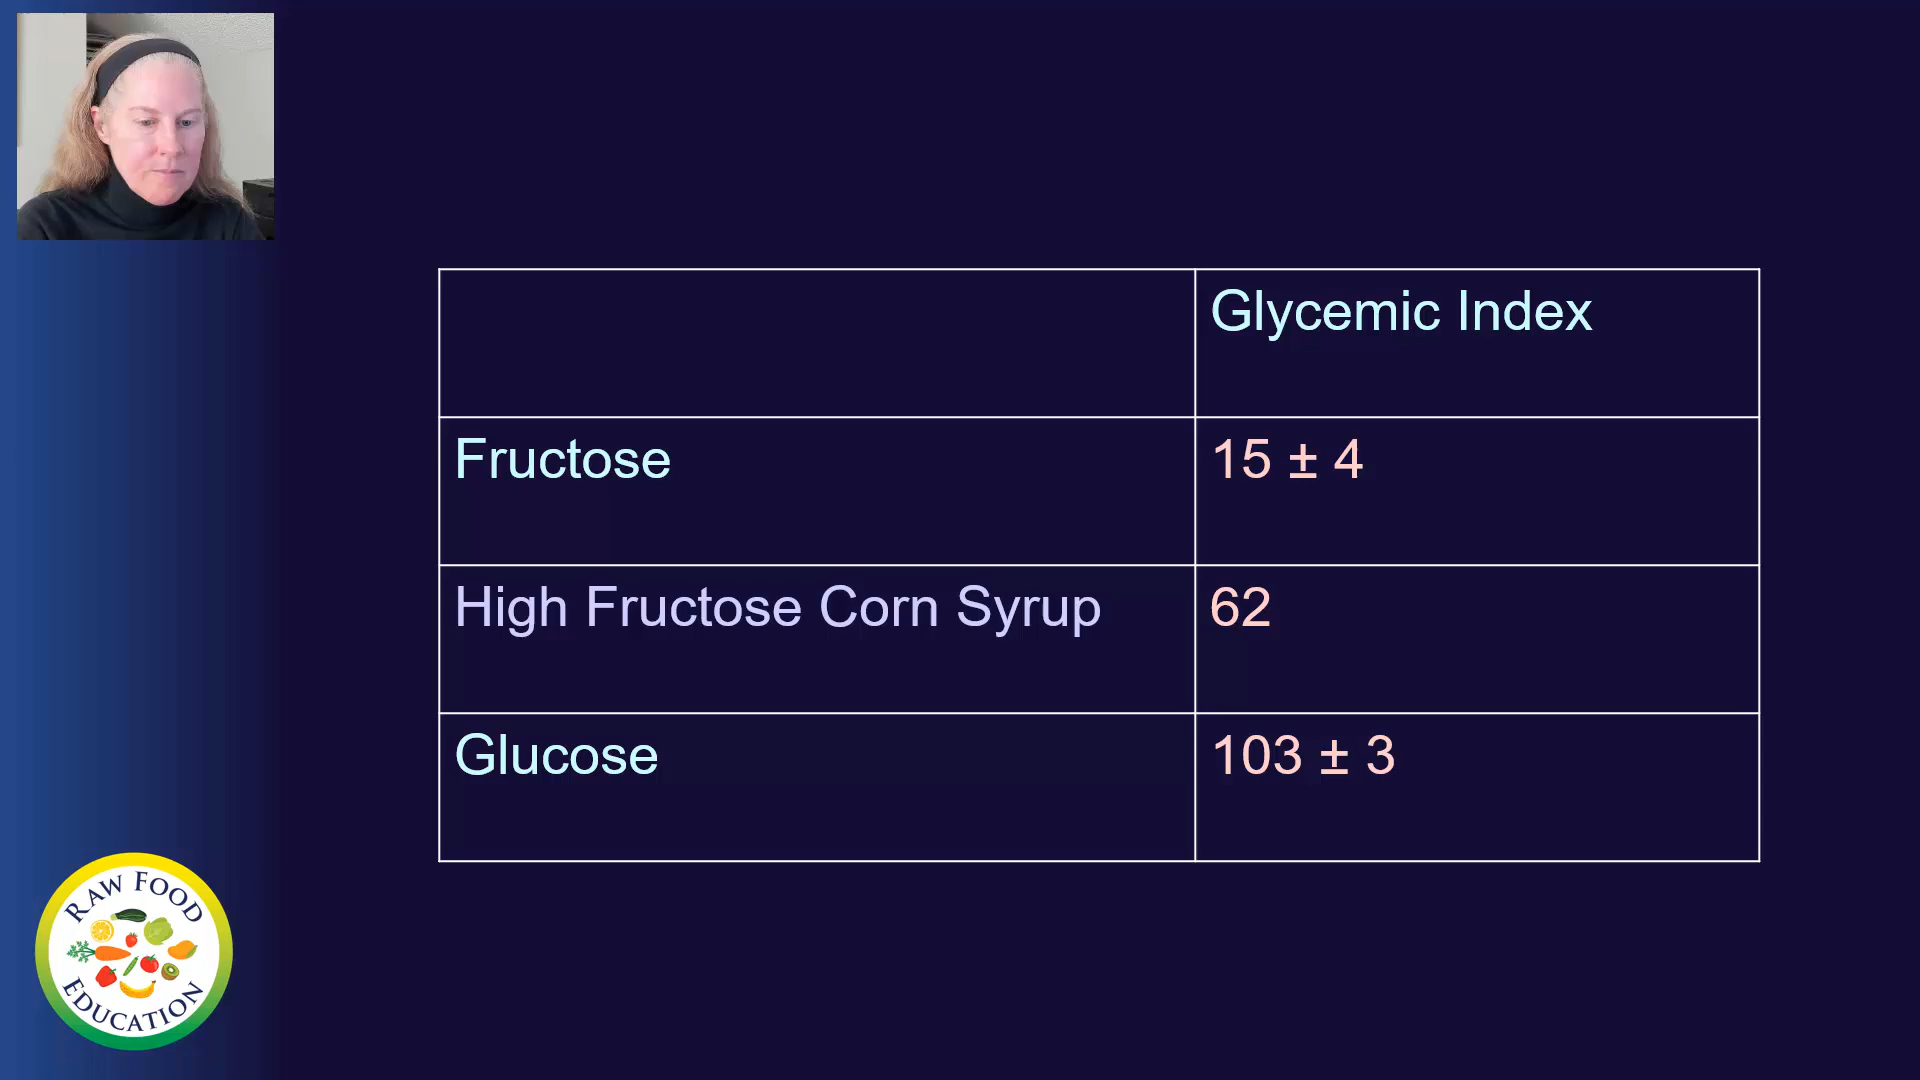 Glycemic Index
Fructose 15 ± 4
High Fructose Corn Syrup 62
Glucose 103 ± 3
RAW FOOD
EDUCATION